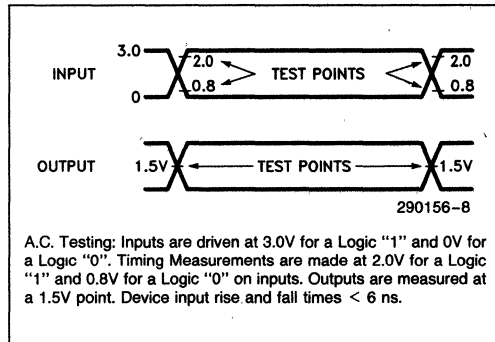 3.0
2.0 2.0
INPUT TEST POINTS
0.8 0.8
0
OUTPUT 1.5V TEST POINTS 1.5V
290156-8
A.C. Testing: Inputs are driven at 3.0V for a Logic "1" and 0V for
a Logic "0". Timing Measurements are made at 2.0V for a Logic
"1" and 0.8V for a Logic "0" on inputs. Outputs are measured at
a 1.5V point. Device input rise and fall times < 6 ns.